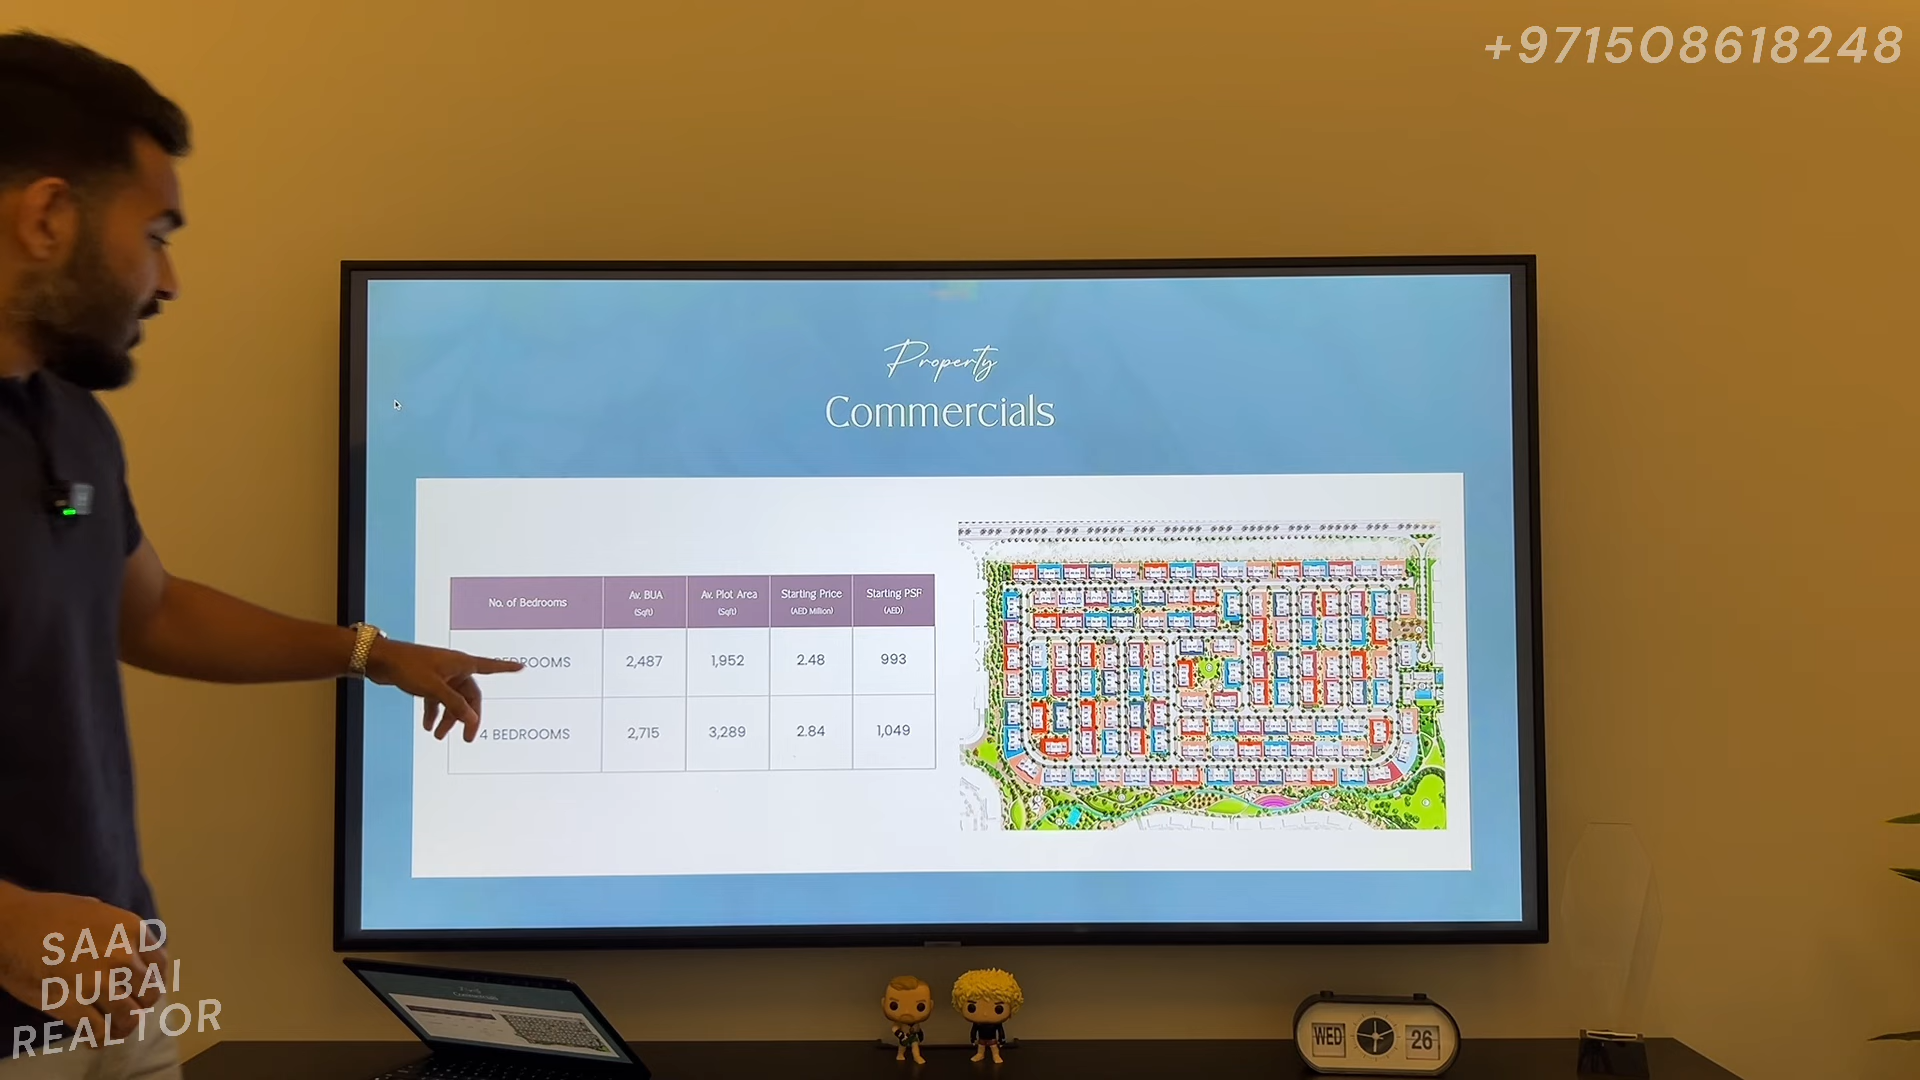 +971508618248
Property
Commercials
No. of Bedrooms
Av. BUA
(Sqft)
Av. Plot Area
(Sqft)
Starting Price
(AED Million)
Starting PSF
(AED)
BEDROOMS
2,487
1,952
2.48
993
4 BEDROOMS
2,715
3,289
2.84
1,049
SAAD
DUBAI
REALTOR
Commercials
WED
26